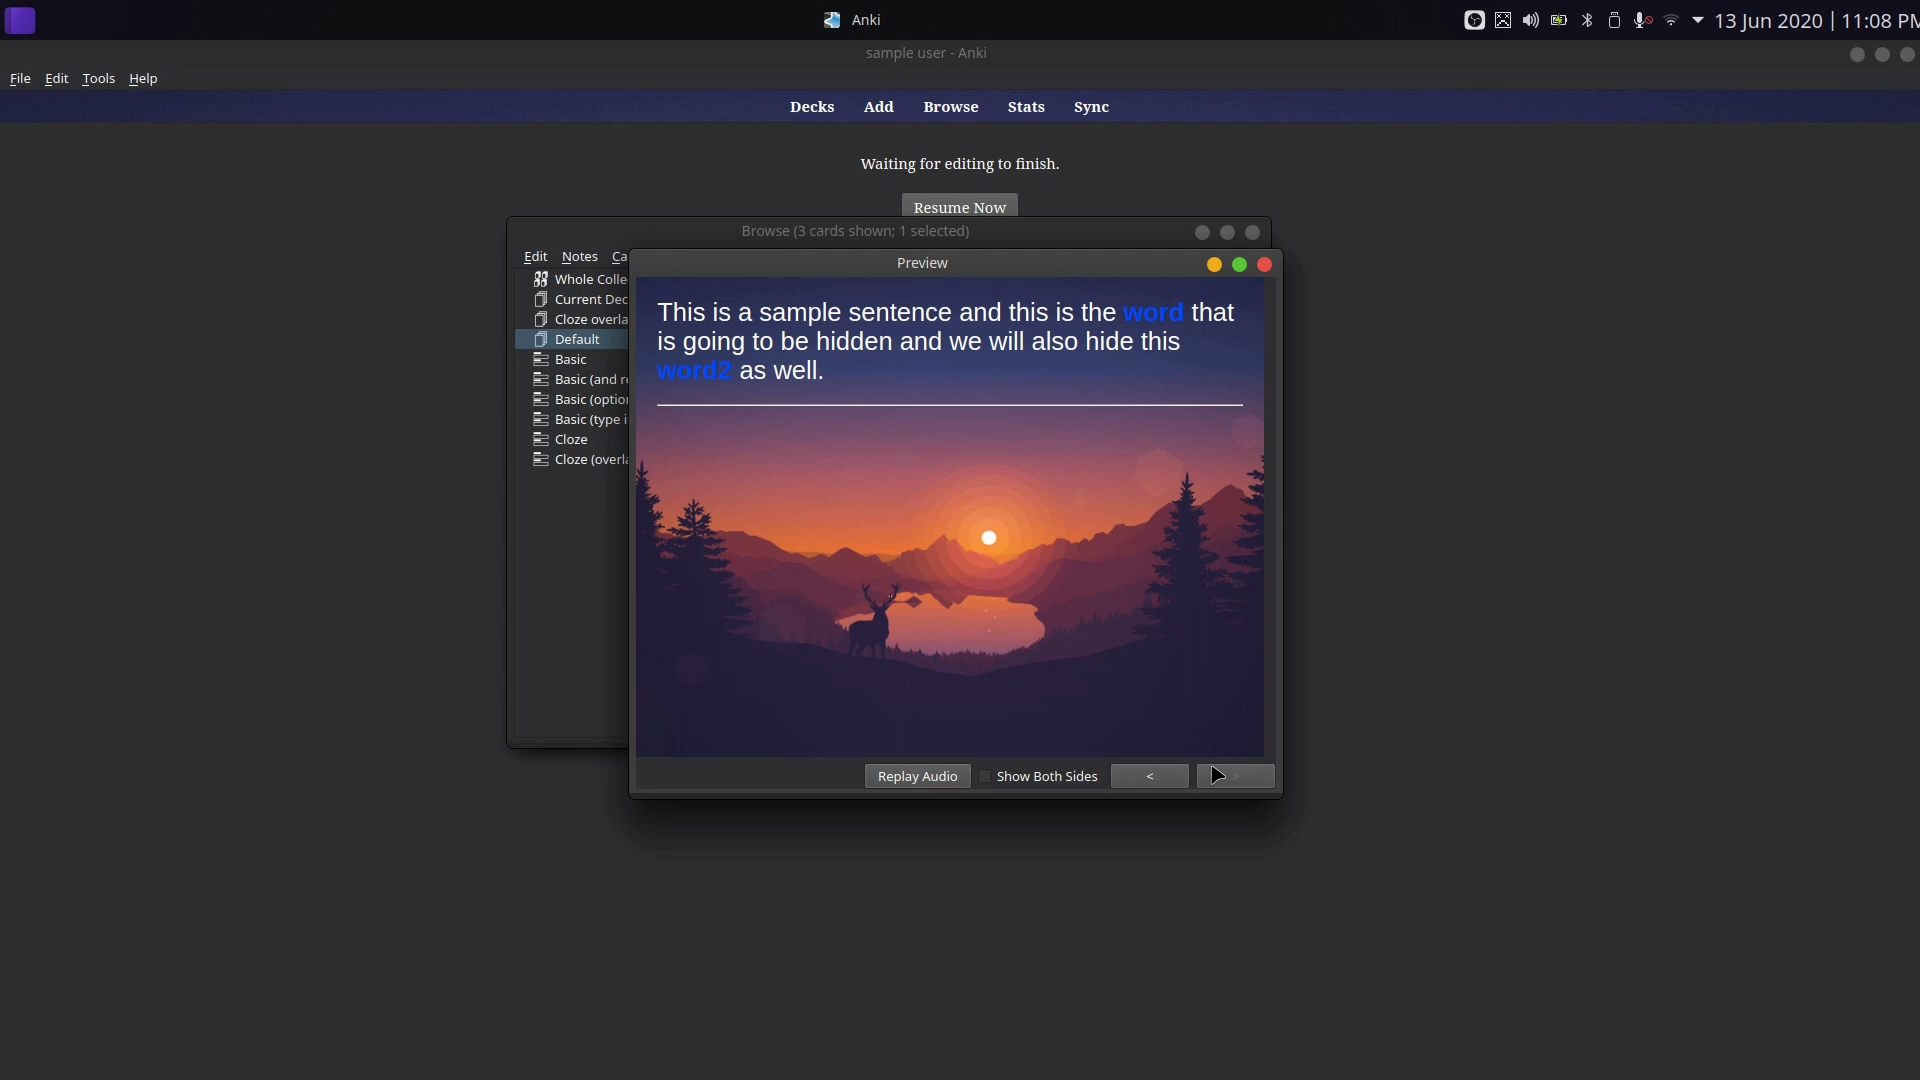 Anki
13 Jun 2020 | 11:08 PM
sample user - Anki
File Edit Tools Help
Decks Add Browse Stats Sync
Waiting for editing to finish.
Resume Now
Browse (3 cards shown; 1 selected)
Edit Notes Ca
Preview
Whole Colle
Current Dec
Cloze overla
Default
Basic
Basic (and re
Basic (option
Basic (type i
Cloze
Cloze (overla
This is a sample sentence and this is the word that
is going to be hidden and we will also hide this
word2 as well.
Replay Audio Show Both Sides < >